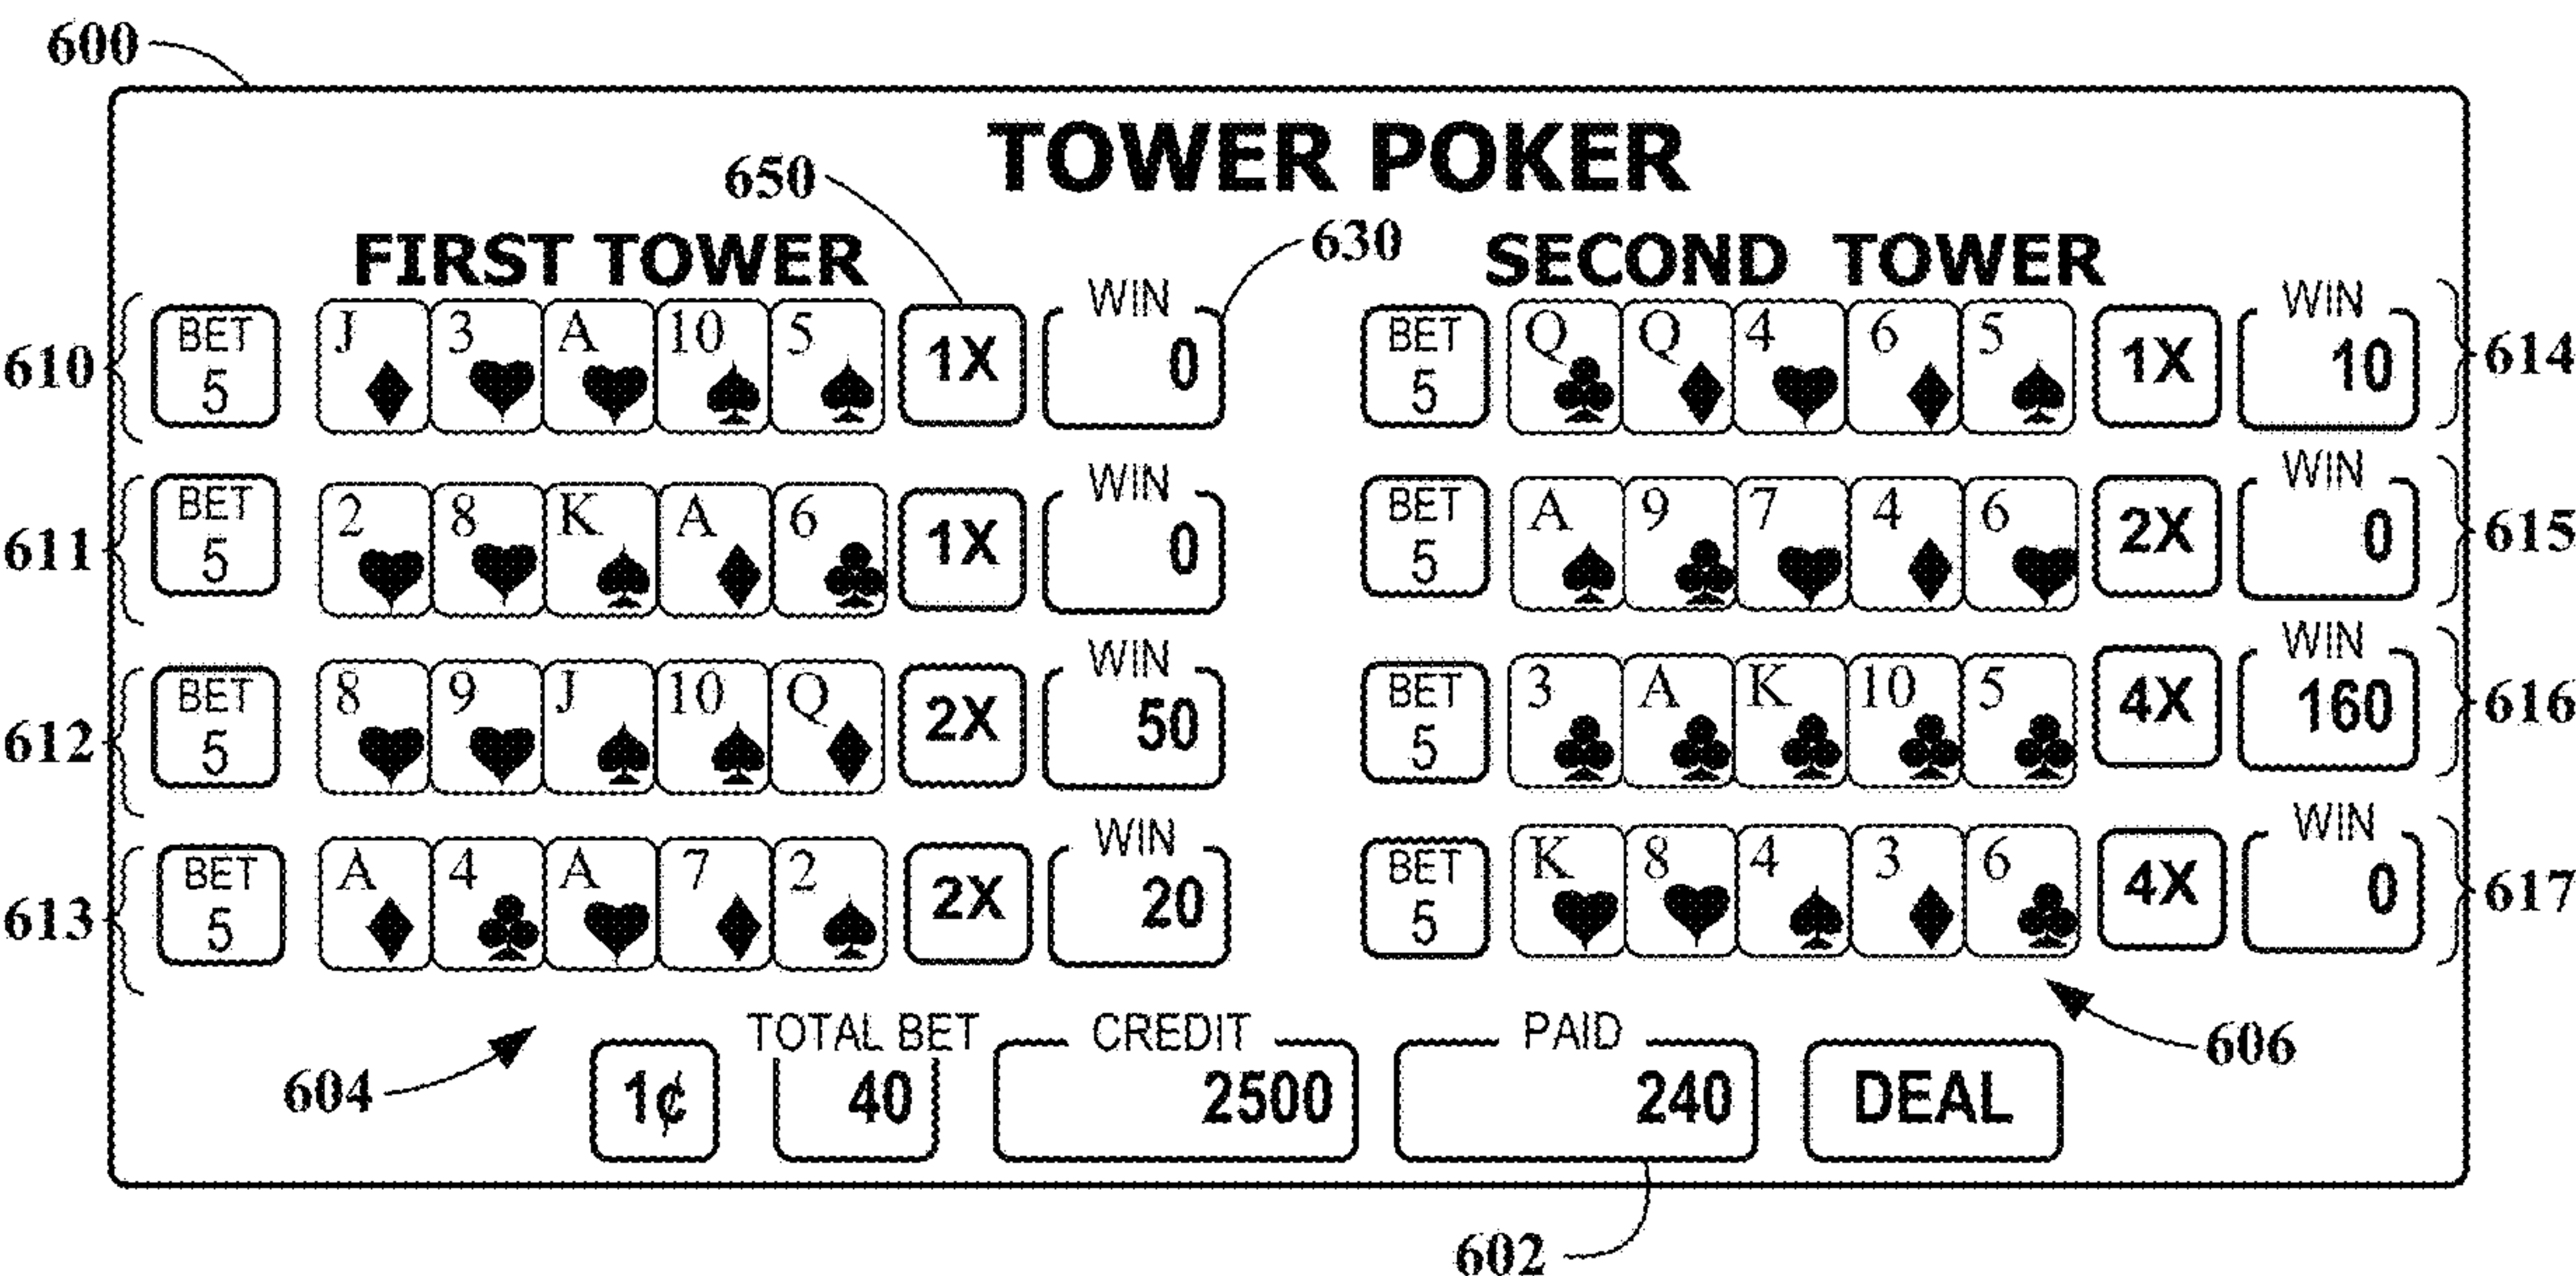 600
TOWER POKER
650
630
FIRST TOWER
SECOND TOWER
610 BET 5 J 3 A 10 5 1X WIN 0
BET 5 Q Q 4 6 5 1X WIN 10 614
611 BET 5 2 8 K A 6 1X WIN 0
BET 5 A 9 7 4 6 2X WIN 0 615
612 BET 5 8 9 J 10 Q 2X WIN 50
BET 5 3 A K 10 5 4X WIN 160 616
613 BET 5 A 4 A 7 2 2X WIN 20
BET 5 K 8 4 3 6 4X WIN 0 617
604
606
TOTAL BET CREDIT PAID
1¢ 40 2500 240 DEAL
602